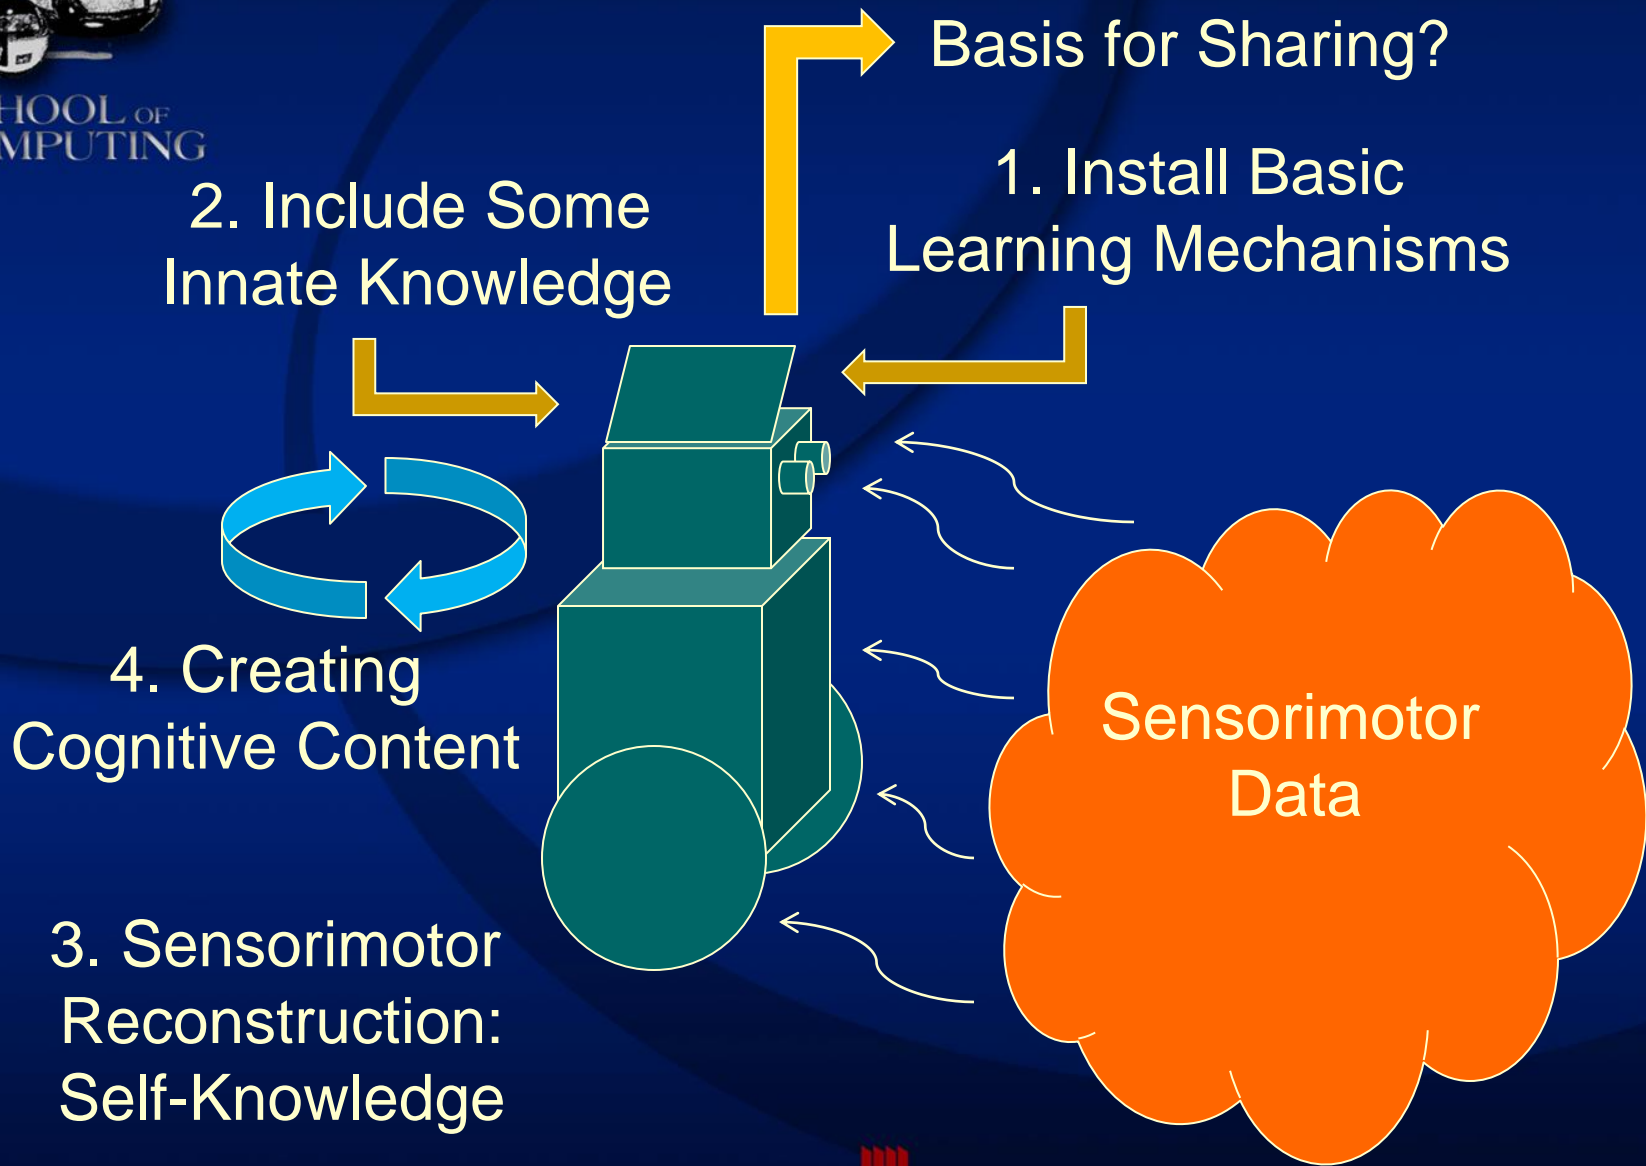 Basis for Sharing?
HOOL OF
MPUTING
1. Install Basic
Learning Mechanisms
2. Include Some
Innate Knowledge
4. Creating
Cognitive Content
Sensorimotor
Data
3. Sensorimotor
Reconstruction:
Self-Knowledge